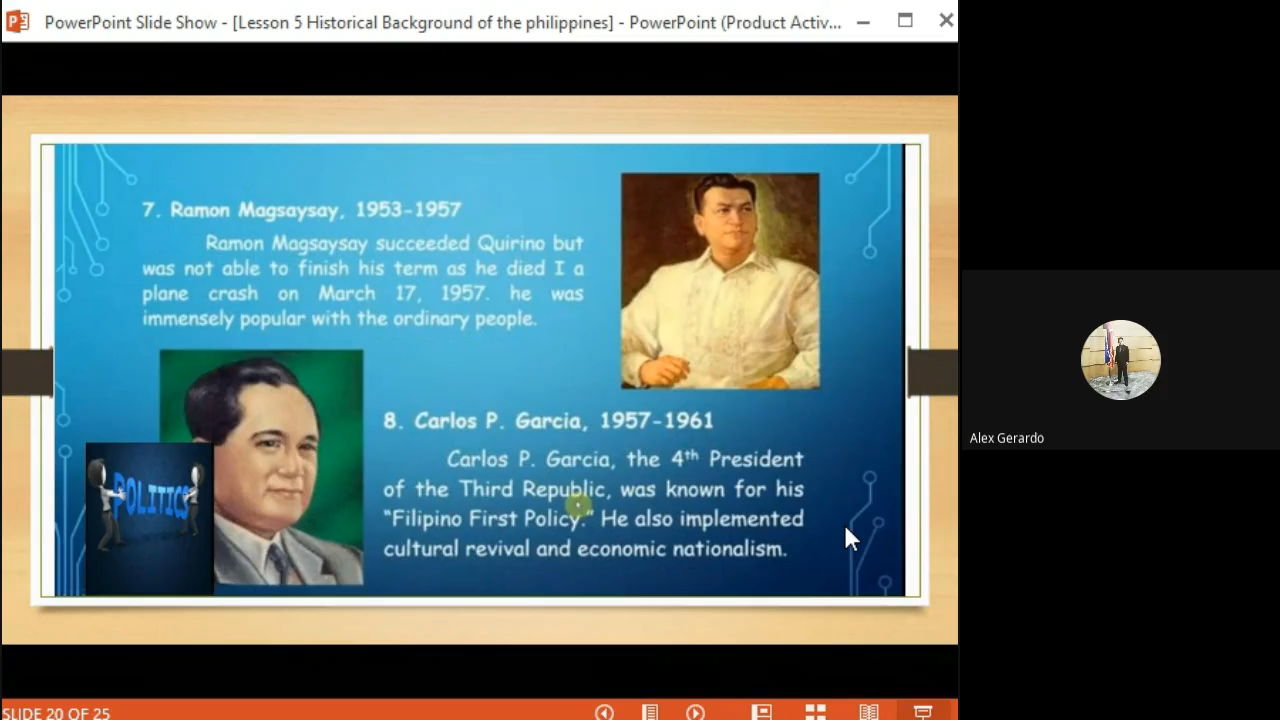 PowerPoint Slide Show - [Lesson 5 Historical Background of the philippines] - PowerPoint (Product Activ...
7. Ramon Magsaysay, 1953-1957
Ramon Magsaysay succeeded Quirino but
was not able to finish his term as he died I a
plane crash on March 17, 1957. he was
immensely popular with the ordinary people.
8. Carlos P. Garcia, 1957-1961
Carlos P. Garcia, the 4th President
of the Third Republic, was known for his
"Filipino First Policy." He also implemented
cultural revival and economic nationalism.
POLITICS
Alex Gerardo
SLIDE 20 OF 25